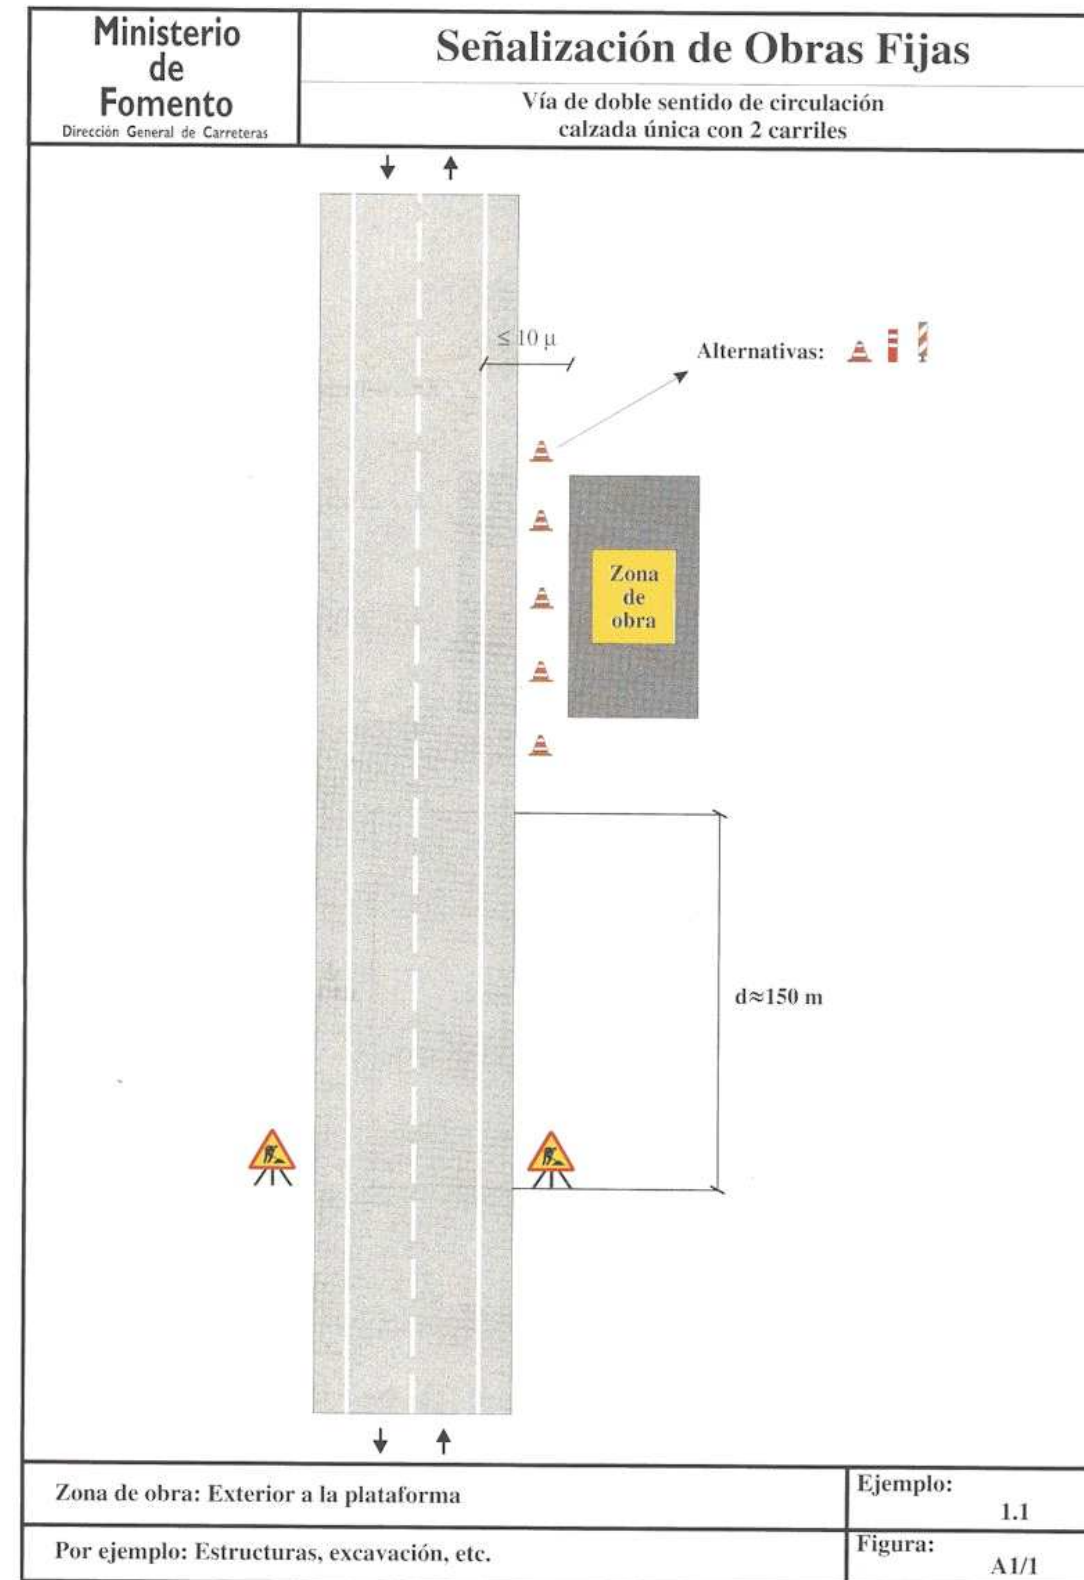 Ministerio
de
Fomento
Dirección General de Carreteras
Señalización de Obras Fijas
Vía de doble sentido de circulación
calzada única con 2 carriles
≤ 10 μ
Alternativas:
Zona
de
obra
d≈150 m
Zona de obra: Exterior a la plataforma
Ejemplo:
1.1
Por ejemplo: Estructuras, excavación, etc.
Figura:
A1/1